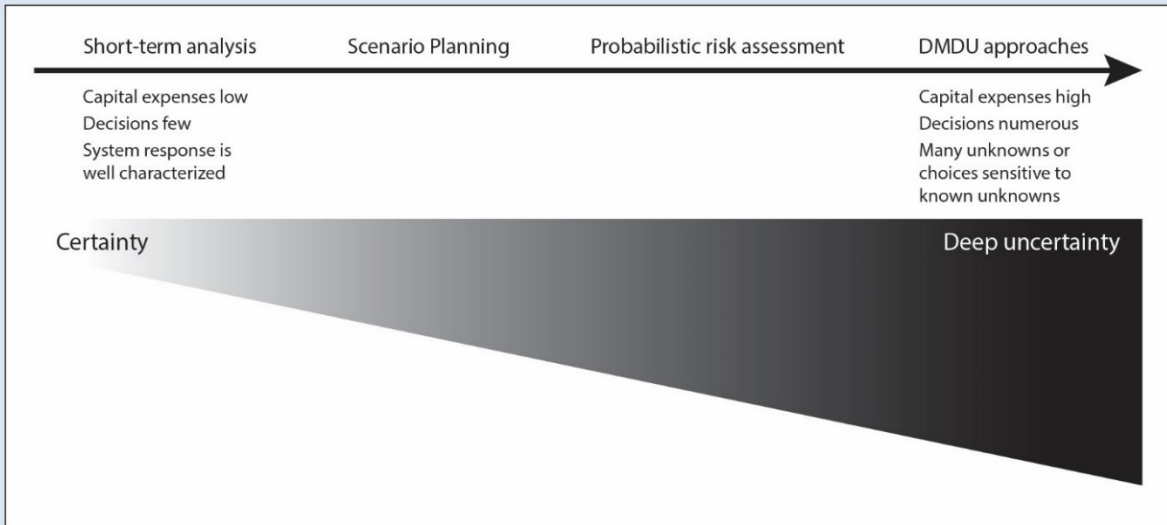 Short-term analysis
Scenario Planning
Probabilistic risk assessment
DMDU approaches
Capital expenses low
Decisions few
System response is
well characterized
Capital expenses high
Decisions numerous
Many unknowns or
choices sensitive to
known unknowns
Certainty
Deep uncertainty